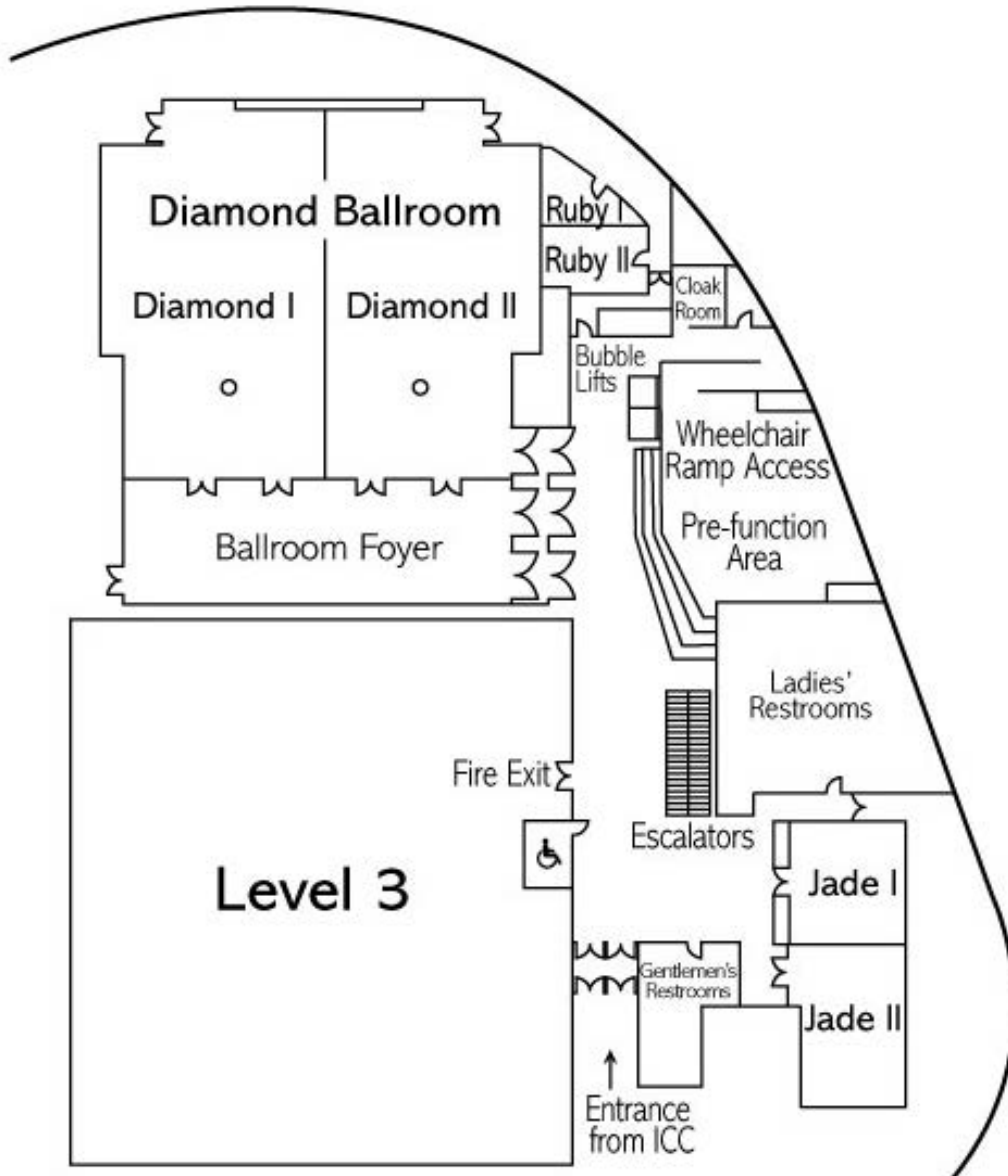 Diamond Ballroom
Diamond I
Diamond II
Ruby I
Ruby II
Cloak
Room
Bubble
Lifts
Wheelchair
Ramp Access
Pre-function
Area
Ballroom Foyer
Ladies'
Restrooms
Fire Exit
Escalators
Level 3
Jade I
Gentlemen's
Restrooms
Jade II
Entrance
from ICC